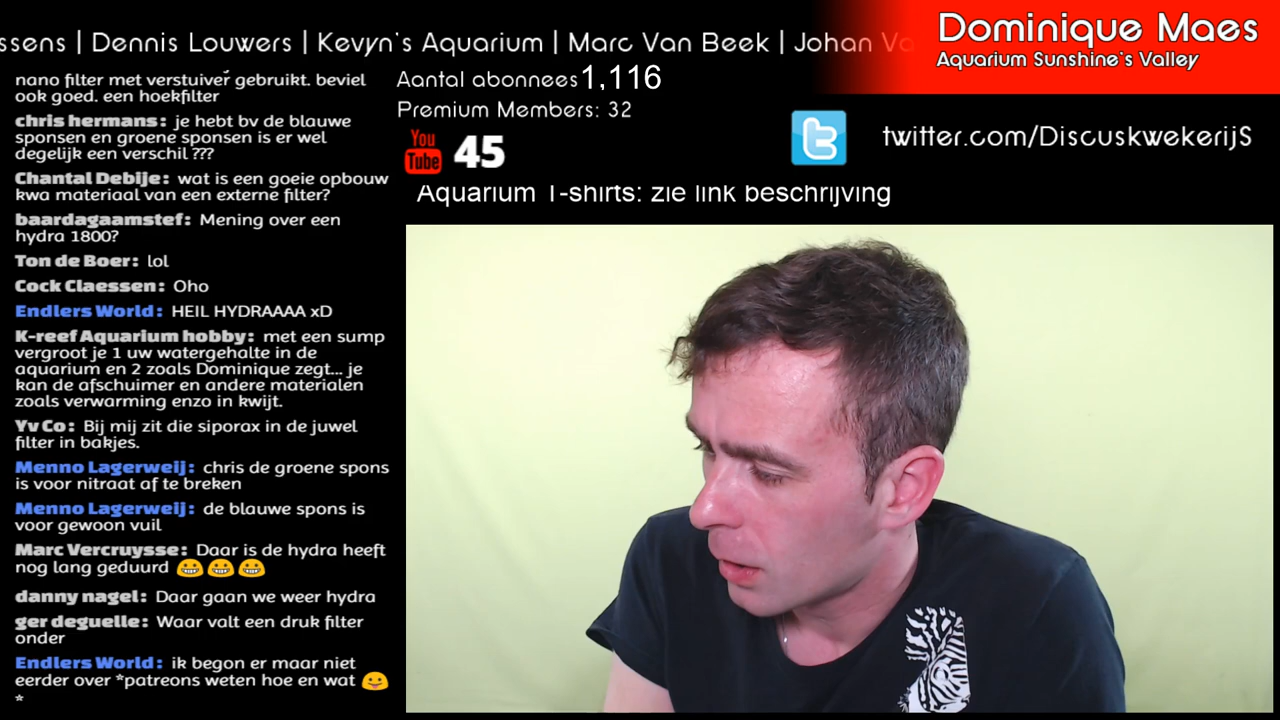 ssens | Dennis Louwers | Kevyn's Aquarium | Marc Van Beek | Johan Va
Dominique Maes
Aquarium Sunshine's Valley
Aantal abonnees 1,116
Premium Members: 32
You
Tube 45
twitter.com/DiscuskwekerijS
Aquarium T-shirts: zie link beschrijving
nano filter met verstuiver gebruikt. beviel
ook goed. een hoekfilter
chris hermans: je hebt bv de blauwe
sponsen en groene sponsen is er wel
degelijk een verschil ???
Chantal Debije: wat is een goeie opbouw
kwa materiaal van een externe filter?
baardagaamstef: Mening over een
hydra 1800?
Ton de Boer: lol
Cock Claessen: Oho
Endlers World: HEIL HYDRAAAA xD
K-reef Aquarium hobby: met een sump
vergroot je 1 uw watergehalte in de
aquarium en 2 zoals Dominique zegt... je
kan de afschuimer en andere materialen
zoals verwarming enzo in kwijt.
Yv Co: Bij mij zit die siporax in de juwel
filter in bakjes.
Menno Lagerweij: chris de groene spons
is voor nitraat af te breken
Menno Lagerweij: de blauwe spons is
voor gewoon vuil
Marc Vercruysse: Daar is de hydra heeft
nog lang geduurd 😀😀😀
danny nagel: Daar gaan we weer hydra
ger deguelle: Waar valt een druk filter
onder
Endlers World: ik begon er maar niet
eerder over *patreons weten hoe en wat 😛
*